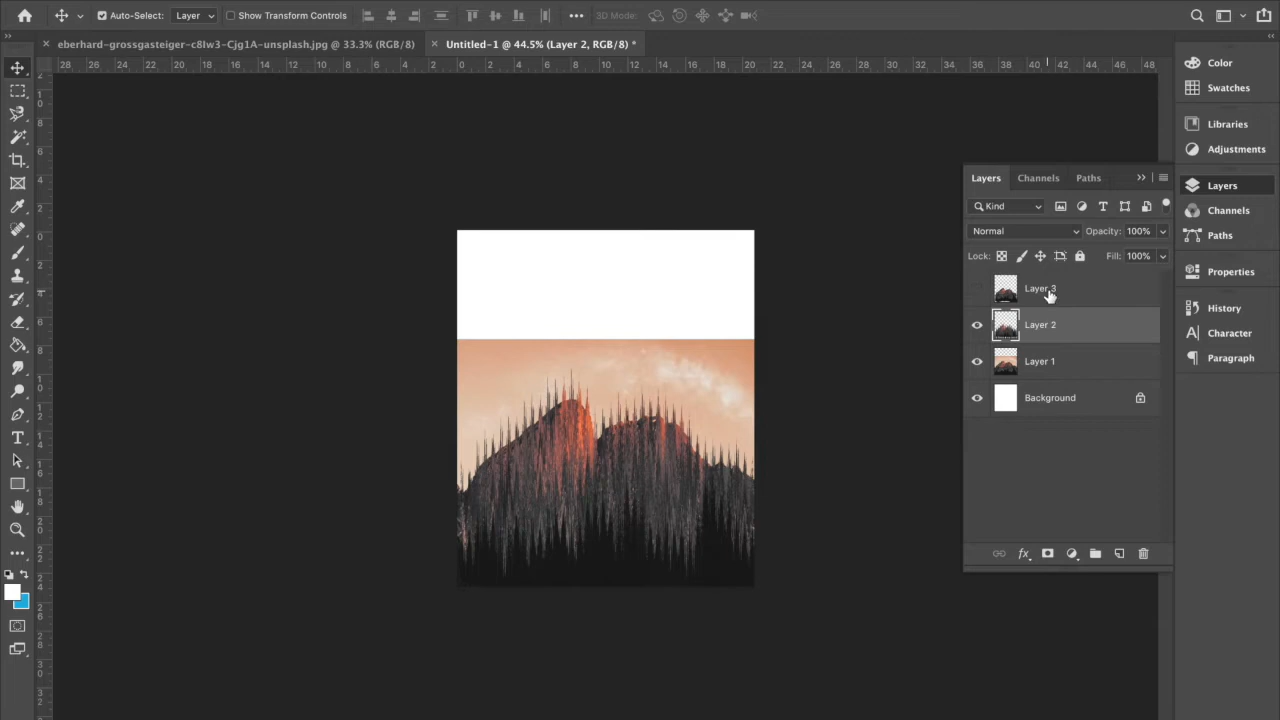 Auto-Select: Layer Show Transform Controls 3D Mode:
eberhard-grossgasteiger-c8Iw3-Cjg1A-unsplash.jpg @ 33.3% (RGB/8) Untitled-1 @ 44.5% (Layer 2, RGB/8) *
28 26 24 22 20 18 16 14 12 10 8 6 4 2 0 2 4 6 8 10 12 14 16 18 20 22 24 26 28 30 32 34 36 38 40 42 44 46 48
Color
Swatches
Libraries
Adjustments
Layers
Channels
Paths
Properties
History
Character
Paragraph
Layers Channels Paths
Kind
Normal Opacity: 100%
Lock: Fill: 100%
Layer 3
Layer 2
Layer 1
Background